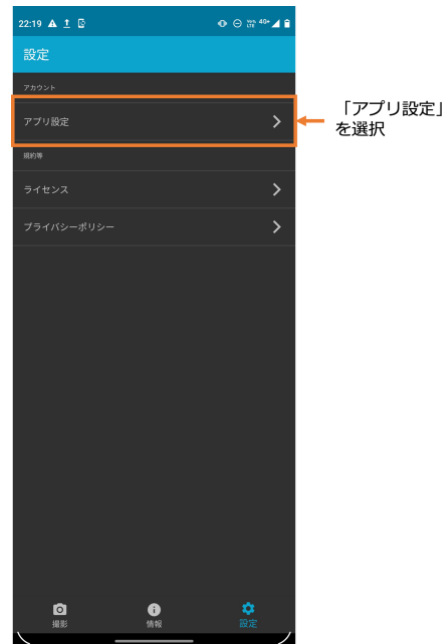 22:19
設定
アカウント
アプリ設定
「アプリ設定」
を選択
規約等
ライセンス
プライバシーポリシー
撮影
情報
設定